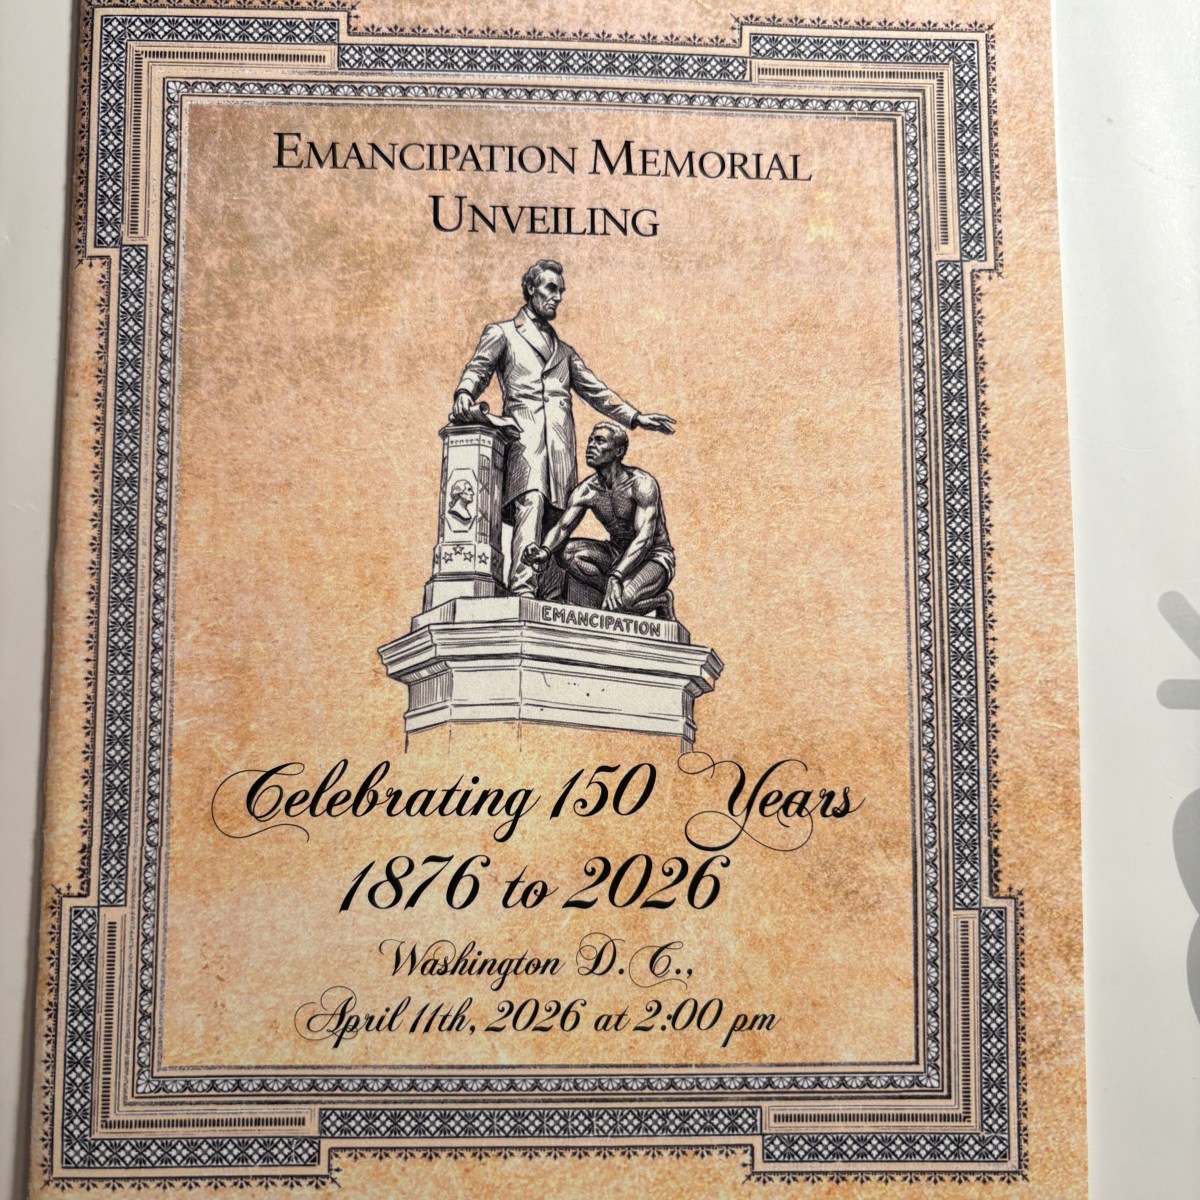 EMANCIPATION MEMORIAL
UNVEILING
EMANCIPATION
Celebrating 150 Years
1876 to 2026
Washington D.C.,
April 11th, 2026 at 2:00 pm